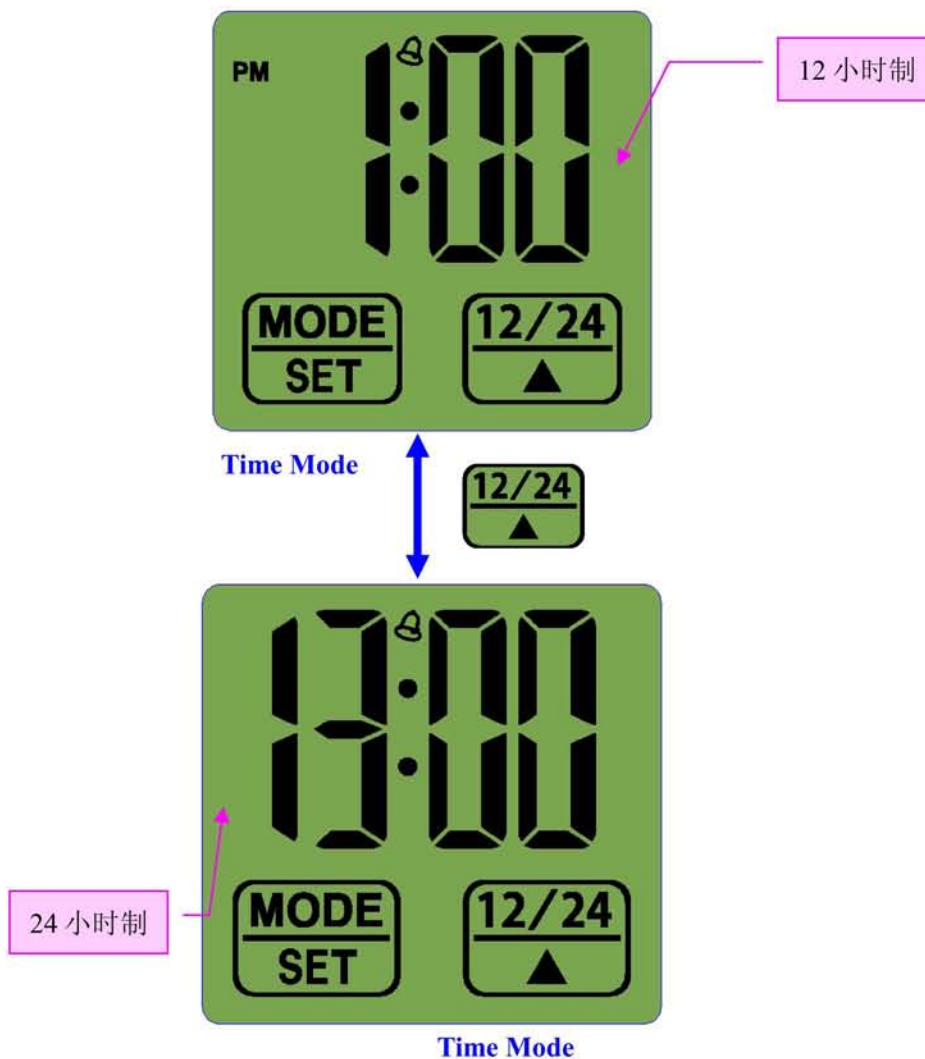 PM
1:00
12 小时制
MODE
SET
12/24
Time Mode
12/24
13:00
24 小时制
MODE
SET
12/24
Time Mode